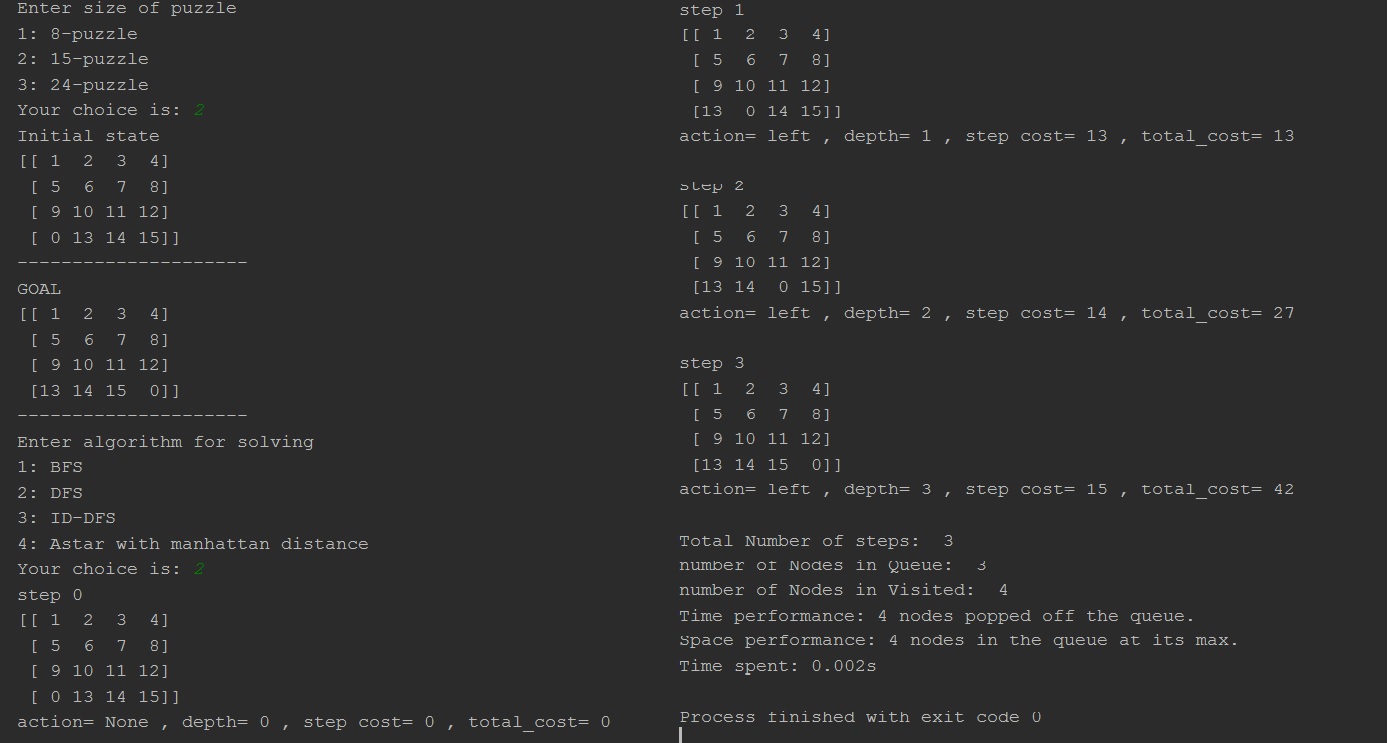 Enter size of puzzle
1: 8-puzzle
2: 15-puzzle
3: 24-puzzle
Your choice is: 2
Initial state
[[ 1  2  3  4]
 [ 5  6  7  8]
 [ 9 10 11 12]
 [ 0 13 14 15]]
---------------------
GOAL
[[ 1  2  3  4]
 [ 5  6  7  8]
 [ 9 10 11 12]
 [13 14 15  0]]
---------------------
Enter algorithm for solving
1: BFS
2: DFS
3: ID-DFS
4: Astar with manhattan distance
Your choice is: 2
step 0
[[ 1  2  3  4]
 [ 5  6  7  8]
 [ 9 10 11 12]
 [ 0 13 14 15]]
action= None , depth= 0 , step cost= 0 , total_cost= 0
step 1
[[ 1  2  3  4]
 [ 5  6  7  8]
 [ 9 10 11 12]
 [13  0 14 15]]
action= left , depth= 1 , step cost= 13 , total_cost= 13
step 2
[[ 1  2  3  4]
 [ 5  6  7  8]
 [ 9 10 11 12]
 [13 14  0 15]]
action= left , depth= 2 , step cost= 14 , total_cost= 27
step 3
[[ 1  2  3  4]
 [ 5  6  7  8]
 [ 9 10 11 12]
 [13 14 15  0]]
action= left , depth= 3 , step cost= 15 , total_cost= 42
Total Number of steps:  3
number of Nodes in Queue:  3
number of Nodes in Visited:  4
Time performance: 4 nodes popped off the queue.
Space performance: 4 nodes in the queue at its max.
Time spent: 0.002s
Process finished with exit code 0